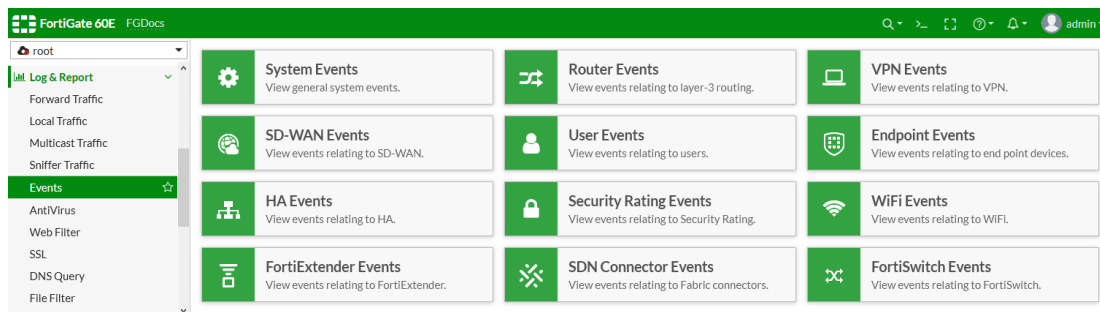 FortiGate 60E FGDocs
admin
root
Log & Report
Forward Traffic
Local Traffic
Multicast Traffic
Sniffer Traffic
Events
AntiVirus
Web Filter
SSL
DNS Query
File Filter
System Events
View general system events.
Router Events
View events relating to layer-3 routing.
VPN Events
View events relating to VPN.
SD-WAN Events
View events relating to SD-WAN.
User Events
View events relating to users.
Endpoint Events
View events relating to end point devices.
HA Events
View events relating to HA.
Security Rating Events
View events relating to Security Rating.
WiFi Events
View events relating to WiFi.
FortiExtender Events
View events relating to FortiExtender.
SDN Connector Events
View events relating to Fabric connectors.
FortiSwitch Events
View events relating to FortiSwitch.